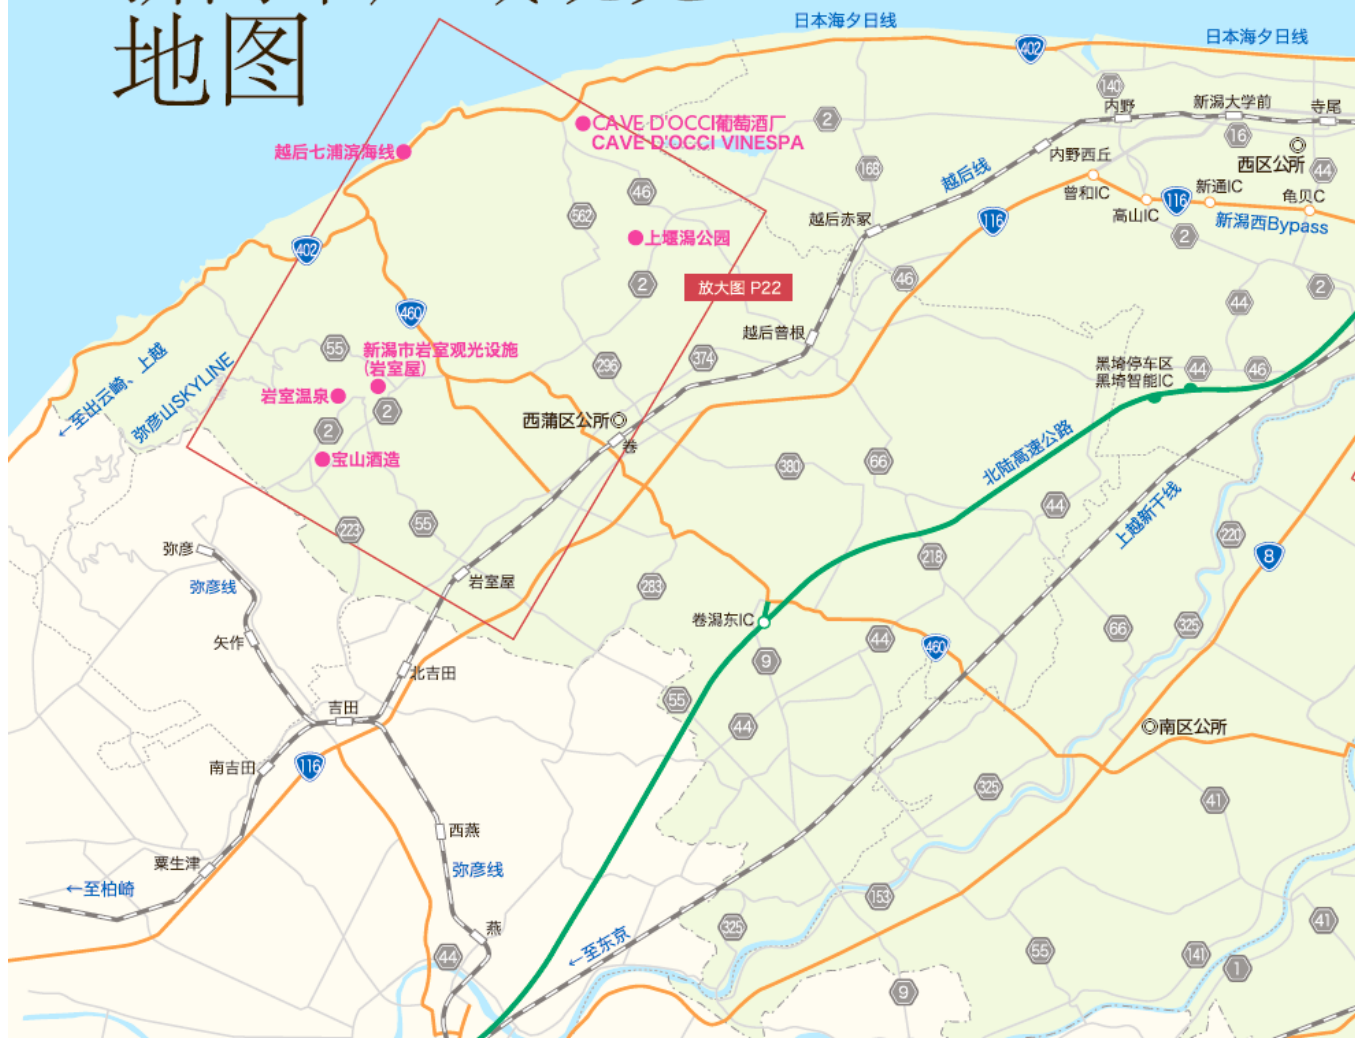 地图
日本海夕日线
402
日本海夕日线
140
内野
新潟大学前
寺尾
CAVE D'OCCI葡萄酒厂
CAVE D'OCCI VINESPA
2
16
西区公所
越后七浦滨海线
内野西丘
168
越后线
44
46
曾和IC
116
新通IC
龟贝C
高山IC
562
越后赤冢
116
新潟西Bypass
402
上堰潟公园
2
2
放大图 P22
46
2
44
460
越后曾根
55
新潟市岩室观光设施
(岩室屋)
296
374
黑埼停车区
黑埼智能IC
44
46
←至出云崎、上越
弥彦山SKYLINE
岩室温泉
2
西蒲区公所
卷
2
宝山酒造
380
66
北陆高速公路
44
上越新干线
223
55
220
8
弥彦
218
弥彦线
岩室屋
283
卷潟东IC
矢作
44
460
66
325
9
北吉田
55
吉田
44
南区公所
南吉田
116
325
41
西燕
粟生津
弥彦线
←至柏崎
153
燕
325
←至东京
41
44
55
141
1
9